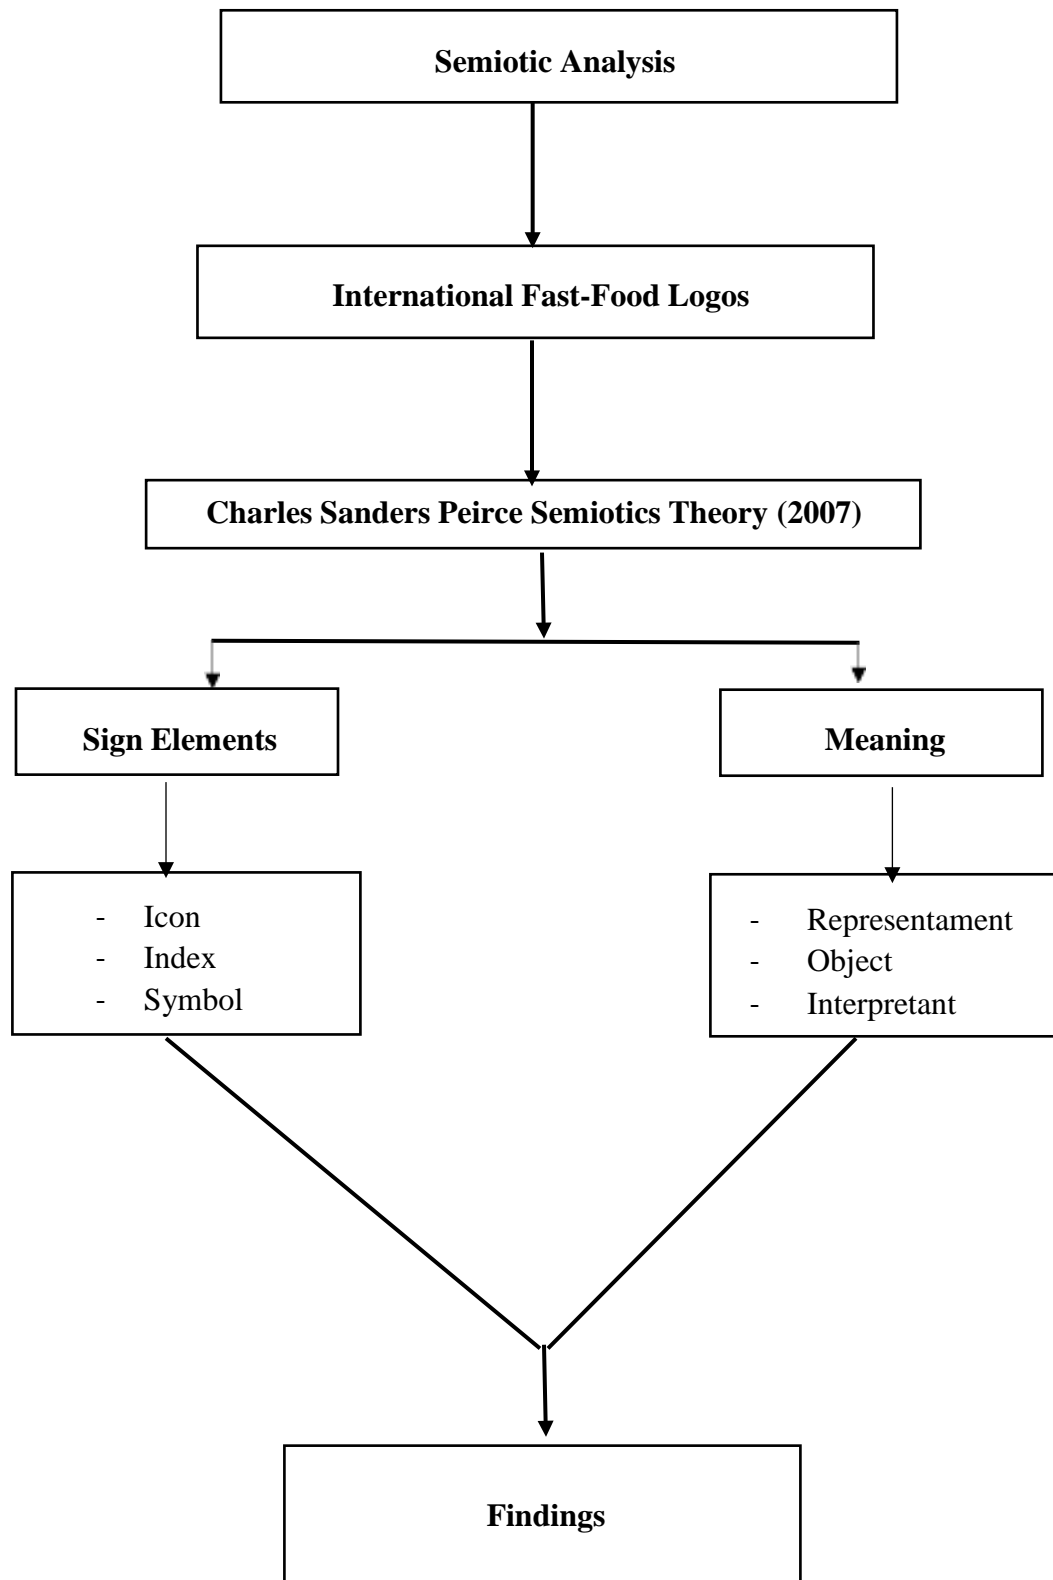 Semiotic Analysis
International Fast-Food Logos
Charles Sanders Peirce Semiotics Theory (2007)
Sign Elements
Meaning
- Icon
- Index
- Symbol
- Representament
- Object
- Interpretant
Findings